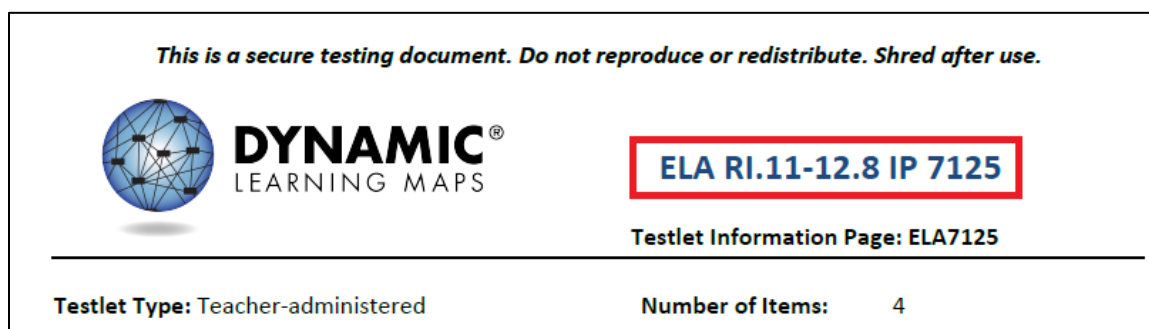 This is a secure testing document. Do not reproduce or redistribute. Shred after use.
DYNAMIC®
LEARNING MAPS
ELA RI.11-12.8 IP 7125
Testlet Information Page: ELA7125
Testlet Type: Teacher-administered
Number of Items: 4